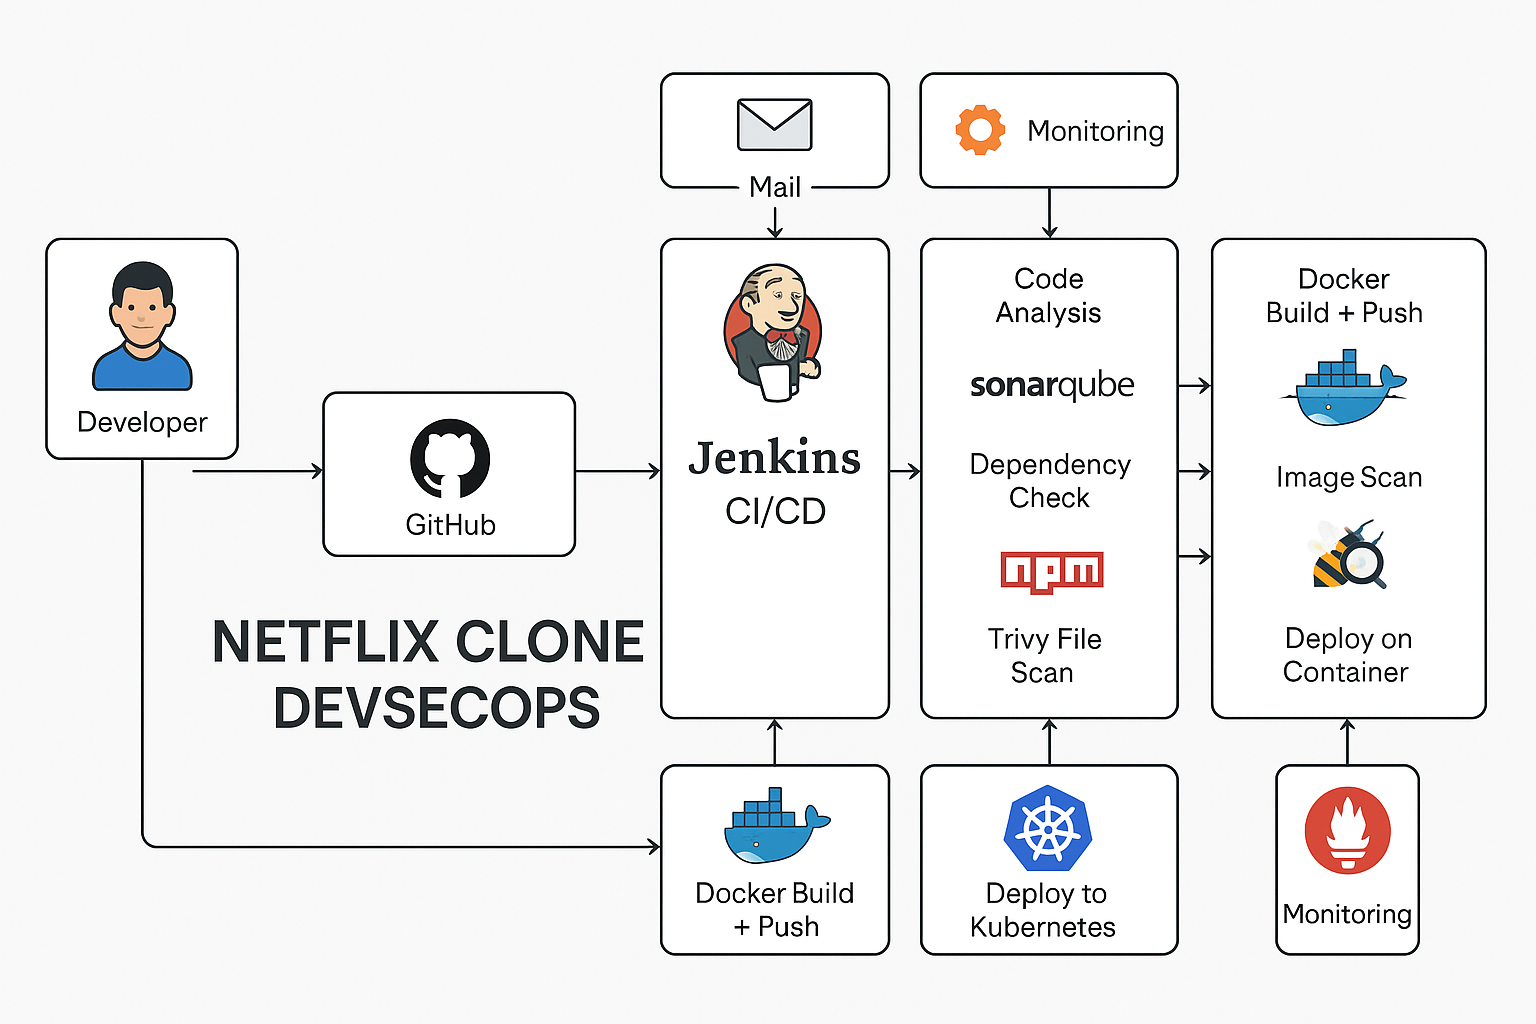 Mail
Monitoring
Developer
GitHub
Jenkins
CI/CD
Code
Analysis
sonarqube
Dependency
Check
npm
Trivy File
Scan
Docker
Build + Push
Image Scan
Deploy on
Container
NETFLIX CLONE
DEVSECOPS
Docker Build
+ Push
Deploy to
Kubernetes
Monitoring